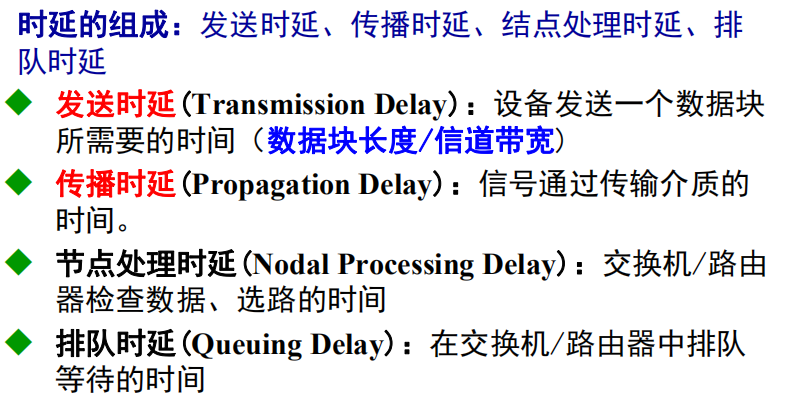 时延的组成：发送时延、传播时延、结点处理时延、排
队时延
发送时延(Transmission Delay)：设备发送一个数据块
所需要的时间（数据块长度/信道带宽）
传播时延(Propagation Delay)：信号通过传输介质的
时间。
节点处理时延(Nodal Processing Delay)：交换机/路由
器检查数据、选路的时间
排队时延(Queuing Delay)：在交换机/路由器中排队
等待的时间